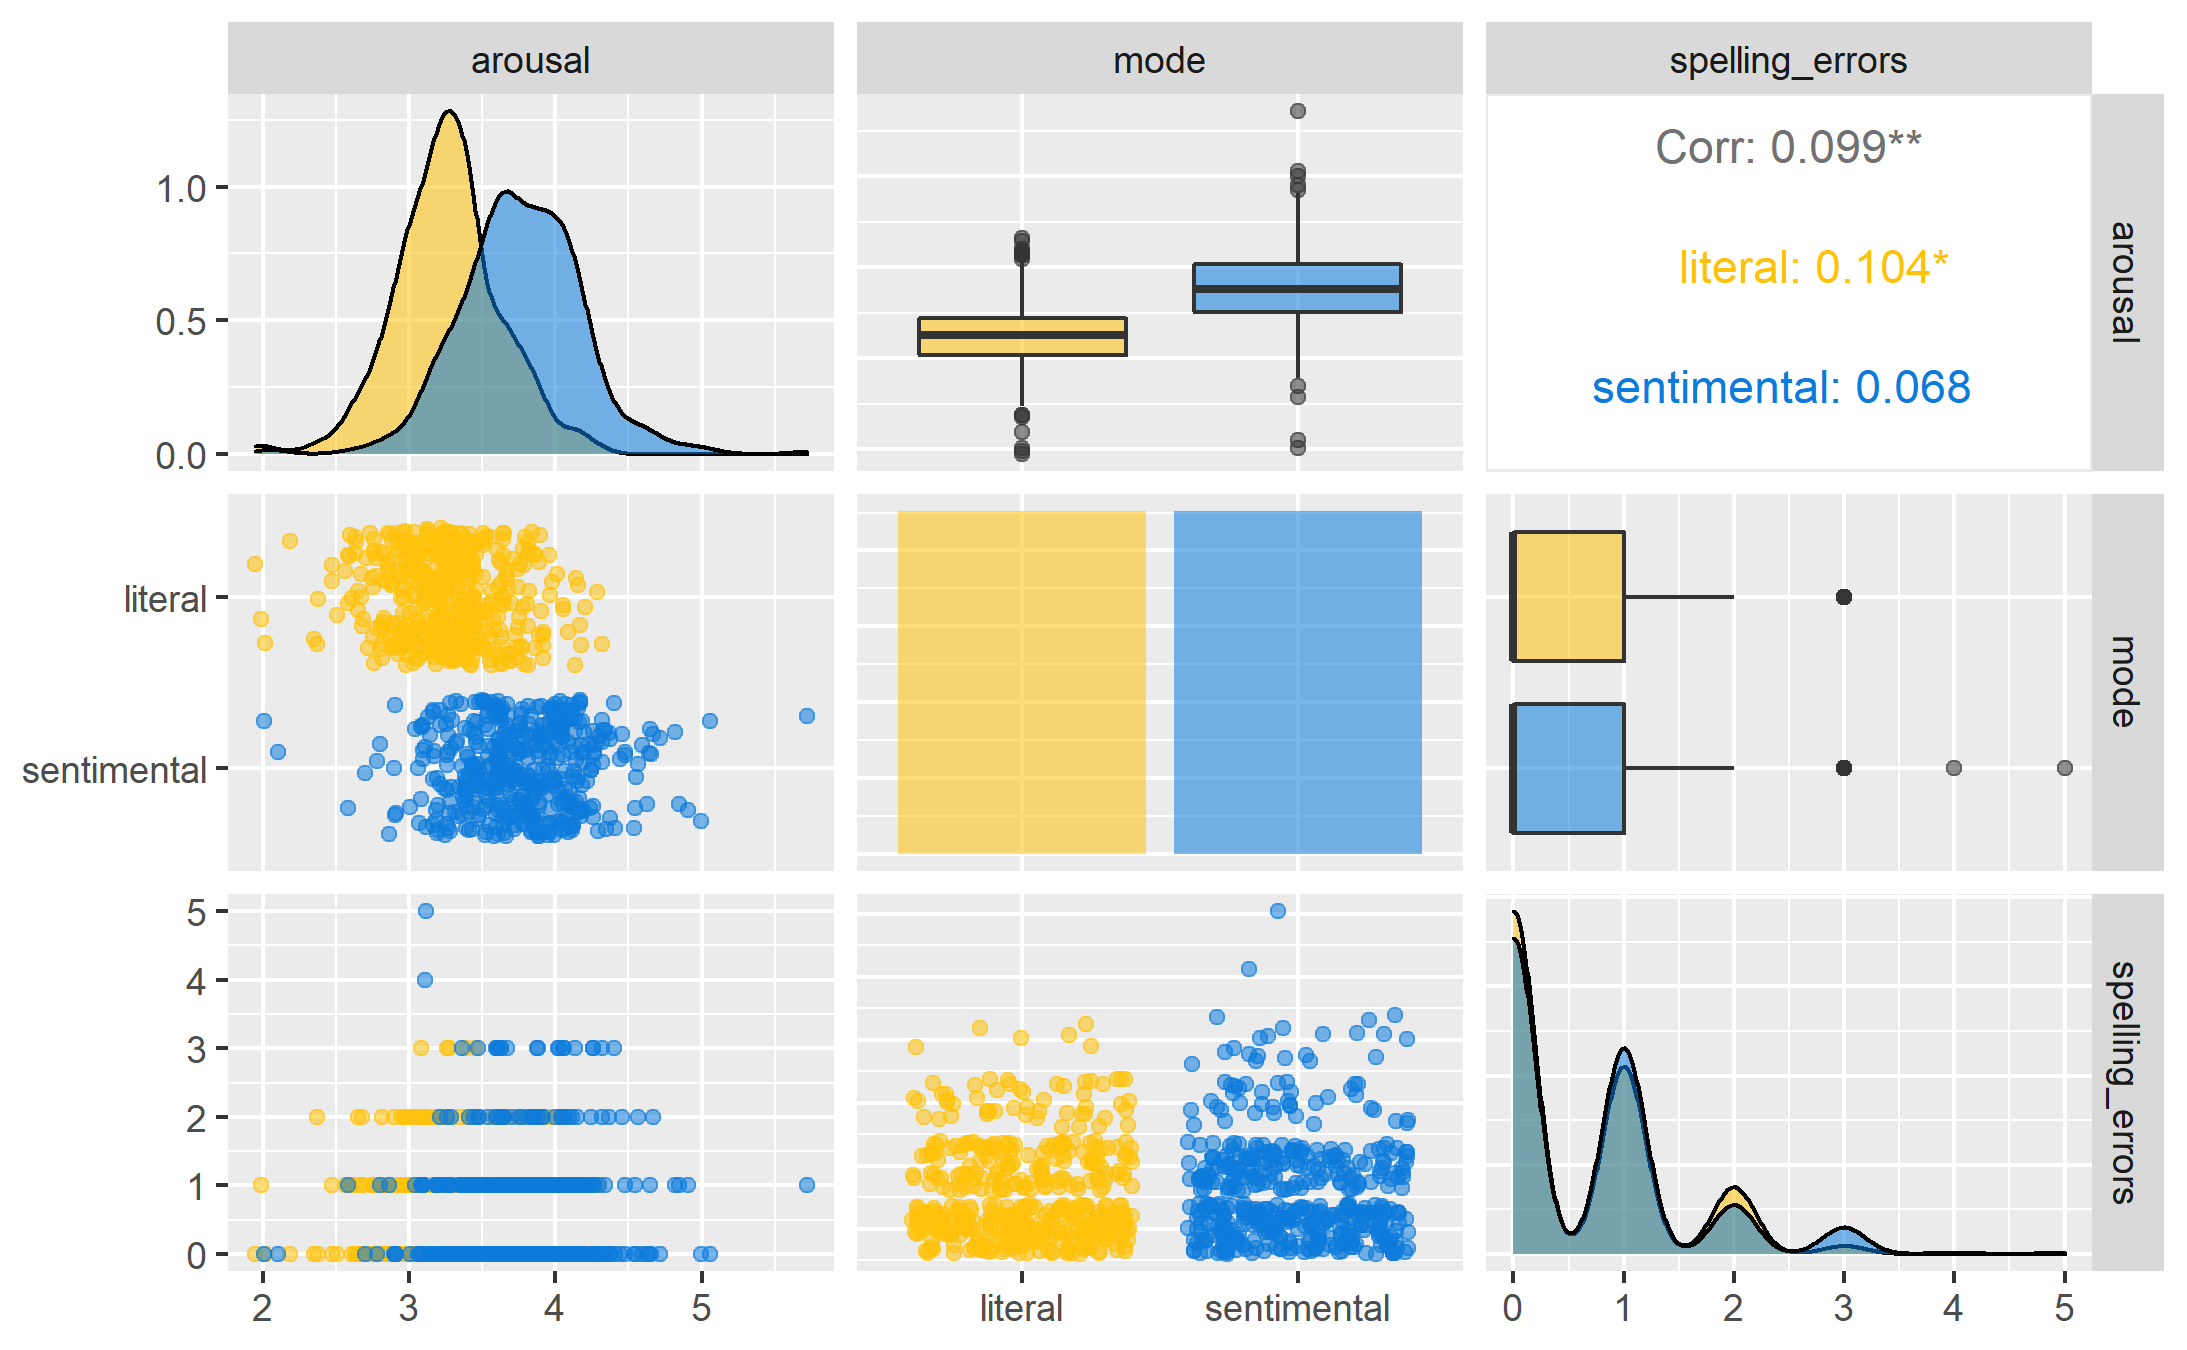 arousal mode spelling_errors
1.0
0.5
0.0
Corr: 0.099**
literal: 0.104*
sentimental: 0.068
arousal
literal
sentimental
mode
5
4
3
2
1
0
spelling_errors
2 3 4 5
literal sentimental
0 1 2 3 4 5